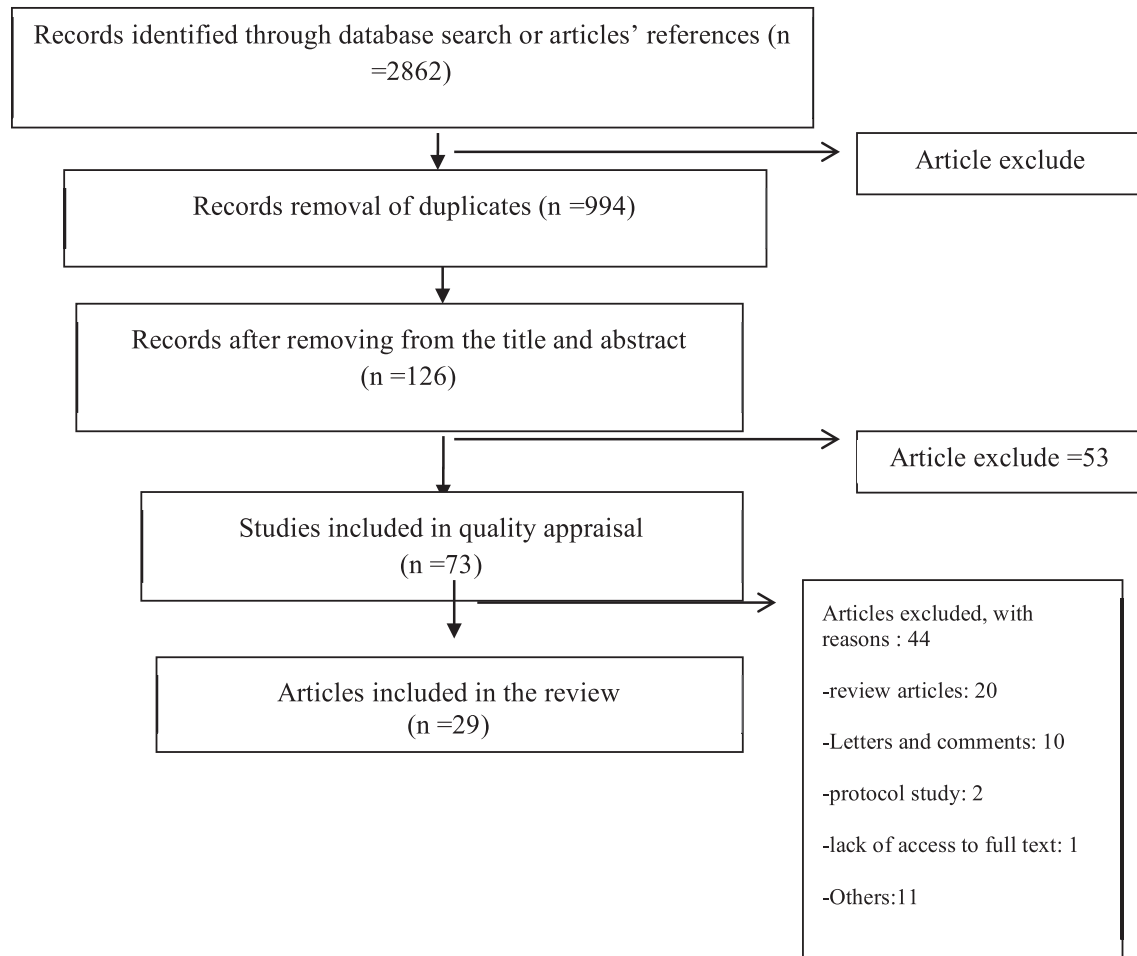 Records identified through database search or articles’ references (n
=2862)
Article exclude
Records removal of duplicates (n =994)
Records after removing from the title and abstract
(n =126)
Article exclude =53
Studies included in quality appraisal
(n =73)
Articles excluded, with
reasons : 44
-review articles: 20
-Letters and comments: 10
-protocol study: 2
-lack of access to full text: 1
-Others:11
Articles included in the review
(n =29)